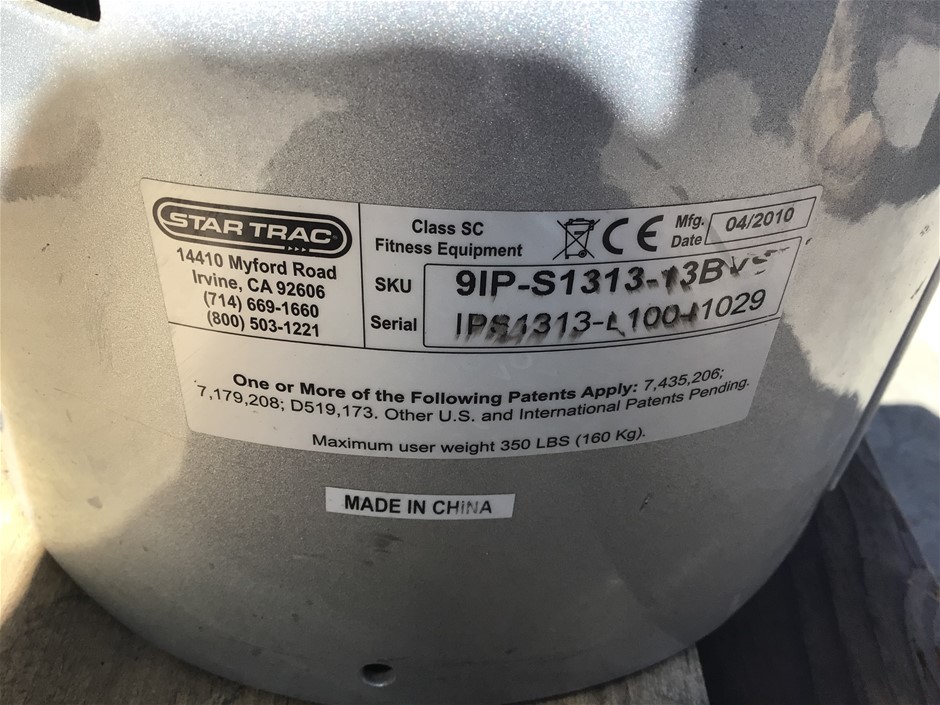 STAR TRAC
14410 Myford Road
Irvine, CA 92606
(714) 669-1660
(800) 503-1221
Class SC
Fitness Equipment
CE
Mfg.
Date
04/2010
SKU
Serial
One or More of the Following Patents Apply: 7,435,206;
7,179,208; D519,173. Other U.S. and International Patents Pending.
Maximum user weight 350 LBS (160 Kg).
MADE IN CHINA